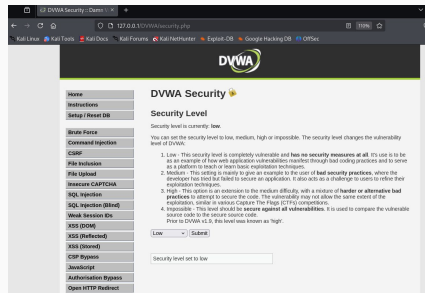 DVWA Security :: Damn V
127.0.0.1/DVWA/security.php
110%
Kali Linux
Kali Tools
Kali Docs
Kali Forums
Kali NetHunter
Exploit-DB
Google Hacking DB
OffSec
DVWA
Home
Instructions
Setup / Reset DB
Brute Force
Command Injection
CSRF
File Inclusion
File Upload
Insecure CAPTCHA
SQL Injection
SQL Injection (Blind)
Weak Session IDs
XSS (DOM)
XSS (Reflected)
XSS (Stored)
CSP Bypass
JavaScript
Authorisation Bypass
Open HTTP Redirect
DVWA Security
Security Level
Security level is currently: low.
You can set the security level to low, medium, high or impossible. The security level changes the vulnerability
level of DVWA:
1. Low - This security level is completely vulnerable and has no security measures at all. It's use is to be
as an example of how web application vulnerabilities manifest through bad coding practices and to serve
as a platform to teach or learn basic exploitation techniques.
2. Medium - This setting is mainly to give an example to the user of bad security practices, where the
developer has tried but failed to secure an application. It also acts as a challenge to users to refine their
exploitation techniques.
3. High - This option is an extension to the medium difficulty, with a mixture of harder or alternative bad
practices to attempt to secure the code. The vulnerability may not allow the same extent of the
exploitation, similar in various Capture The Flags (CTFs) competitions.
4. Impossible - This level should be secure against all vulnerabilities. It is used to compare the vulnerable
source code to the secure source code.
Prior to DVWA v1.9, this level was known as 'high'.
Low
Submit
Security level set to low